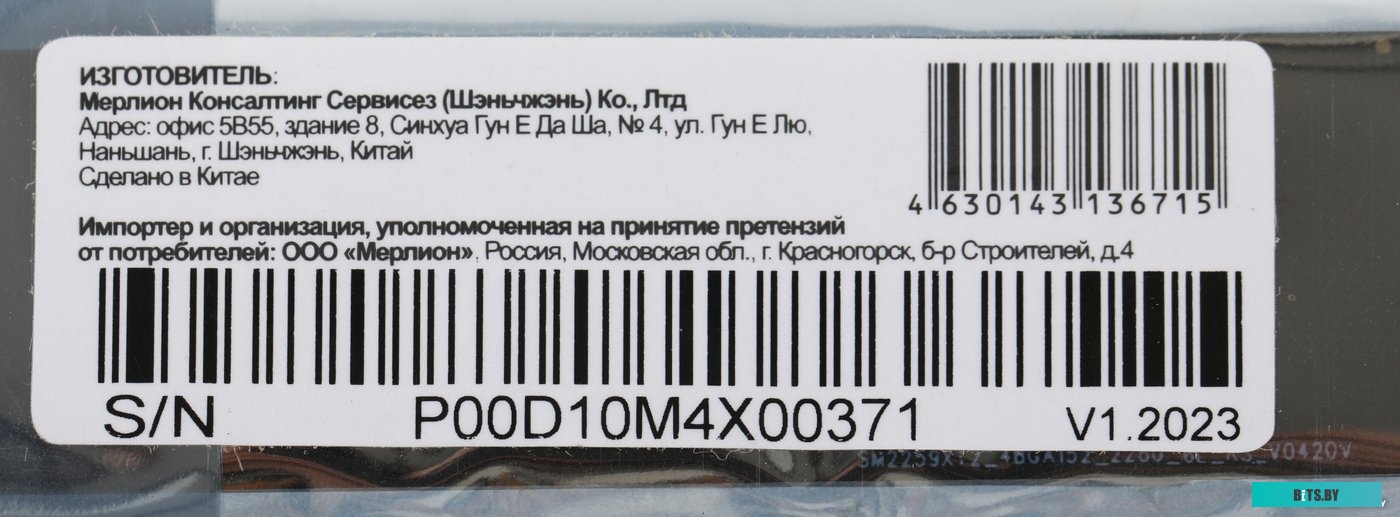 ИЗГОТОВИТЕЛЬ:
Мерлион Консалтинг Сервисез (Шэньчжэнь) Ко., Лтд
Адрес: офис 5В55, здание 8, Синхуа Гун Е Да Ша, № 4, ул. Гун Е Лю,
Наньшань, г. Шэньчжэнь, Китай
Сделано в Китае
4 630143 136715
Импортер и организация, уполномоченная на принятие претензий
от потребителей: ООО «Мерлион», Россия, Московская обл., г. Красногорск, б-р Строителей, д.4
S/N P00D10M4X00371 V1.2023
BITS.BY